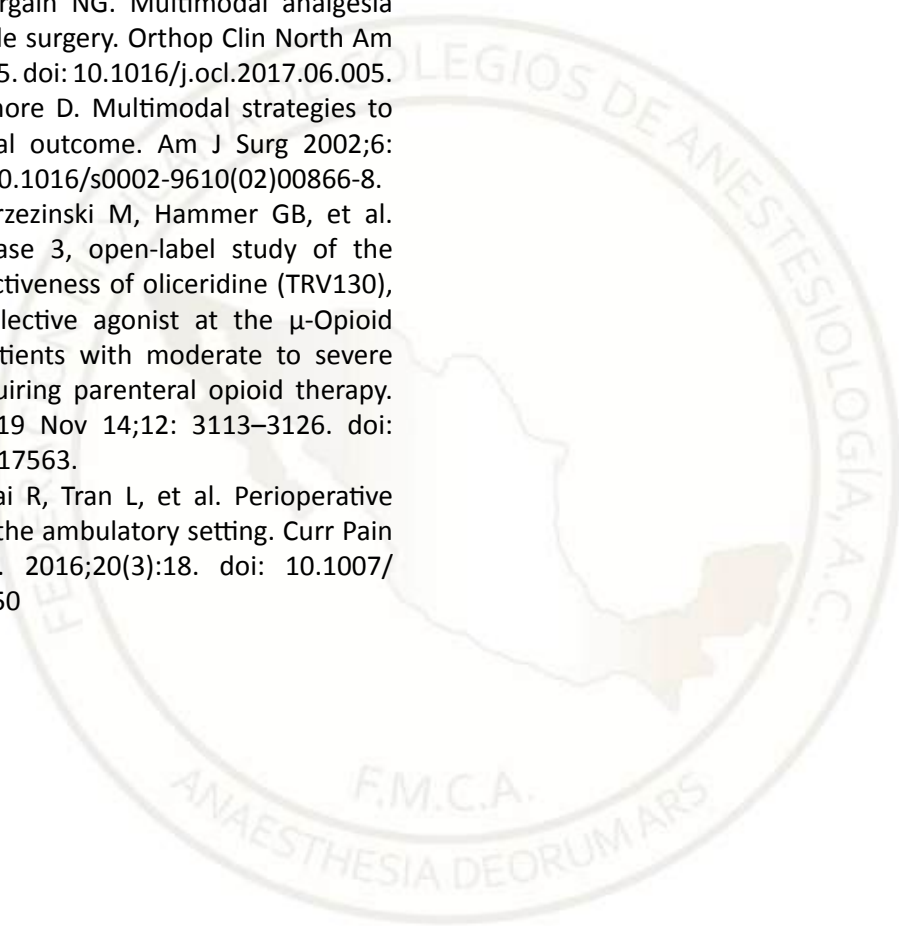 rgain NG. Multimodal analgesia
le surgery. Orthop Clin North Am
5. doi: 10.1016/j.ocl.2017.06.005.
nore D. Multimodal strategies to
al outcome. Am J Surg 2002;6:
0.1016/s0002-9610(02)00866-8.
rzezinski M, Hammer GB, et al.
ase 3, open-label study of the
ctiveness of oliceridine (TRV130),
lective agonist at the µ-Opioid
tients with moderate to severe
uiring parenteral opioid therapy.
19 Nov 14;12: 3113–3126. doi:
17563.
ai R, Tran L, et al. Perioperative
the ambulatory setting. Curr Pain
. 2016;20(3):18. doi: 10.1007/
50
FEDERACIÓN MEXICANA DE COLEGIOS DE ANESTESIOLOGÍA, A.C.
F.M.C.A.
ANAESTHESIA DEORUM ARS